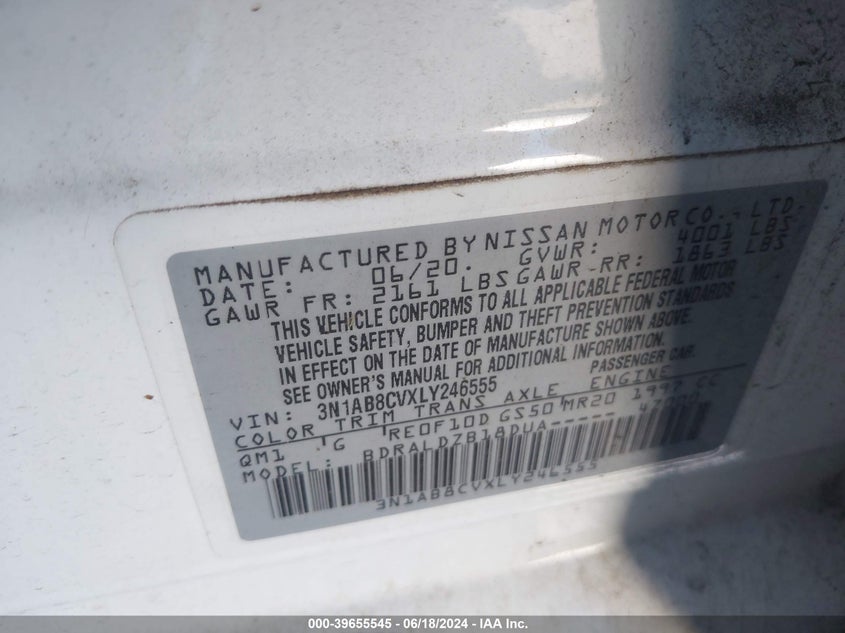 MANUFACTURED BY NISSAN MOTOR CO., LTD.
DATE: 06/20. GVWR: 4001 LBS
GAWR FR: 2161 LBS GAWR RR: 1863 LBS
THIS VEHICLE CONFORMS TO ALL APPLICABLE FEDERAL MOTOR
VEHICLE SAFETY, BUMPER AND THEFT PREVENTION STANDARDS
IN EFFECT ON THE DATE OF MANUFACTURE SHOWN ABOVE.
SEE OWNER'S MANUAL FOR ADDITIONAL INFORMATION.
VIN: 3N1AB8CVXLY246555 PASSENGER CAR.
COLOR TRIM TRANS AXLE ENGINE
QM1 G RE0F10D GS50 MR20 1997 CC
MODEL: BDRALDZB18DUA-----
3N1AB8CVXLY246555
000-39655545 - 06/18/2024 - IAA Inc.